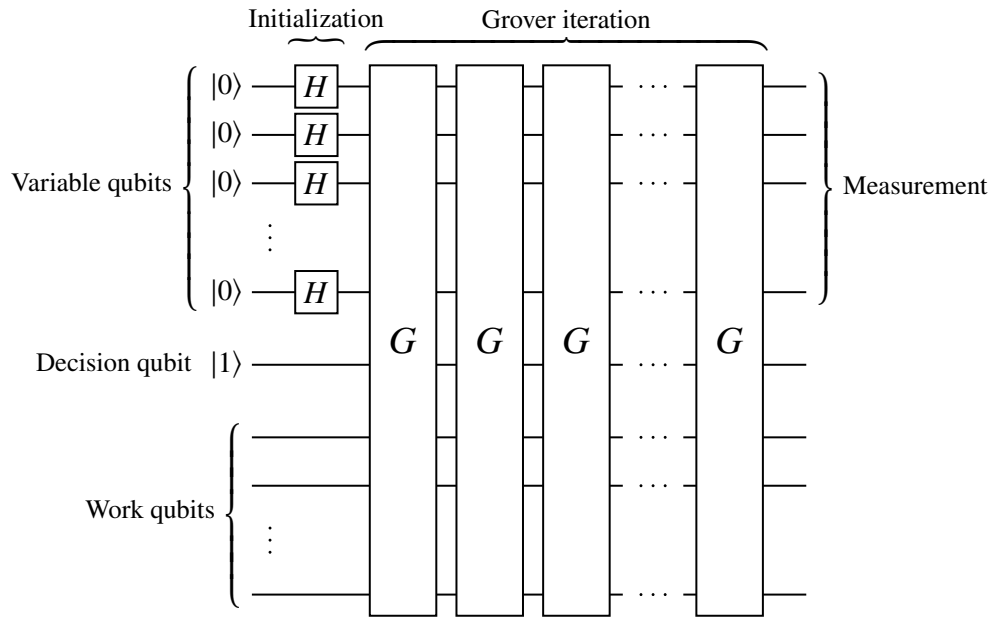 Initialization Grover iteration
|0⟩ H · · ·
|0⟩ H · · ·
Variable qubits |0⟩ H · · · Measurement
⋮
|0⟩ H · · ·
G G G G
Decision qubit |1⟩ · · ·
· · ·
· · ·
Work qubits
⋮
· · ·